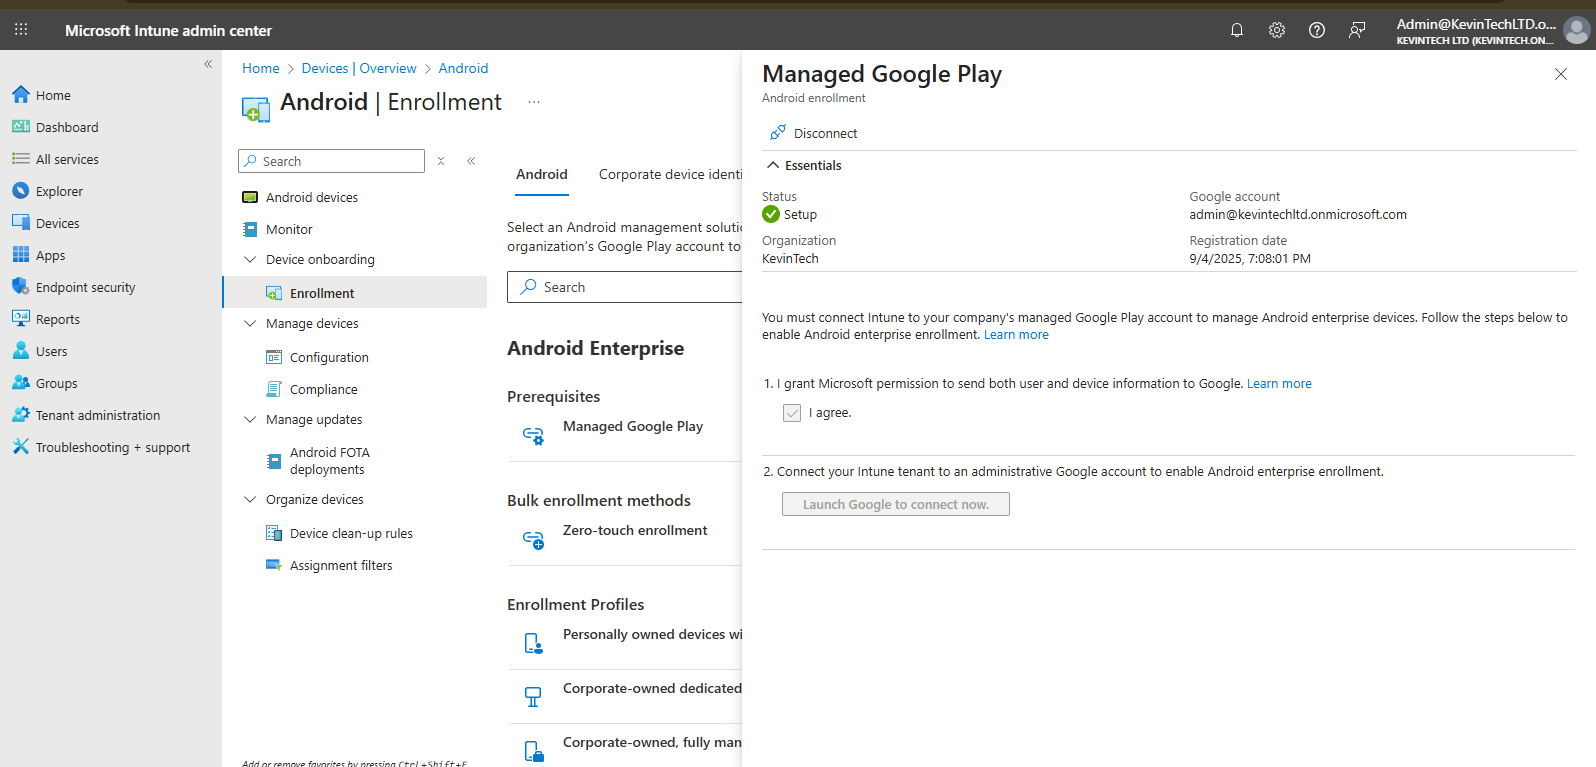 Microsoft Intune admin center
Admin@KevinTechLTD.o...
KEVINTECH LTD (KEVINTECH.ON...
Home
Dashboard
All services
Explorer
Devices
Apps
Endpoint security
Reports
Users
Groups
Tenant administration
Troubleshooting + support
Home > Devices | Overview > Android
Android | Enrollment ...
Search
Android devices
Monitor
Device onboarding
Enrollment
Manage devices
Configuration
Compliance
Manage updates
Android FOTA
deployments
Organize devices
Device clean-up rules
Assignment filters
Add or remove favorites by pressing Ctrl+Shift+F
Android Corporate device identi
Select an Android management soluti
organization's Google Play account to
Search
Android Enterprise
Prerequisites
Managed Google Play
Bulk enrollment methods
Zero-touch enrollment
Enrollment Profiles
Personally owned devices wi
Corporate-owned dedicated
Corporate-owned, fully man
Managed Google Play
Android enrollment
Disconnect
Essentials
Status
Setup
Organization
KevinTech
Google account
admin@kevintechltd.onmicrosoft.com
Registration date
9/4/2025, 7:08:01 PM
You must connect Intune to your company's managed Google Play account to manage Android enterprise devices. Follow the steps below to
enable Android enterprise enrollment. Learn more
1. I grant Microsoft permission to send both user and device information to Google. Learn more
I agree.
2. Connect your Intune tenant to an administrative Google account to enable Android enterprise enrollment.
Launch Google to connect now.